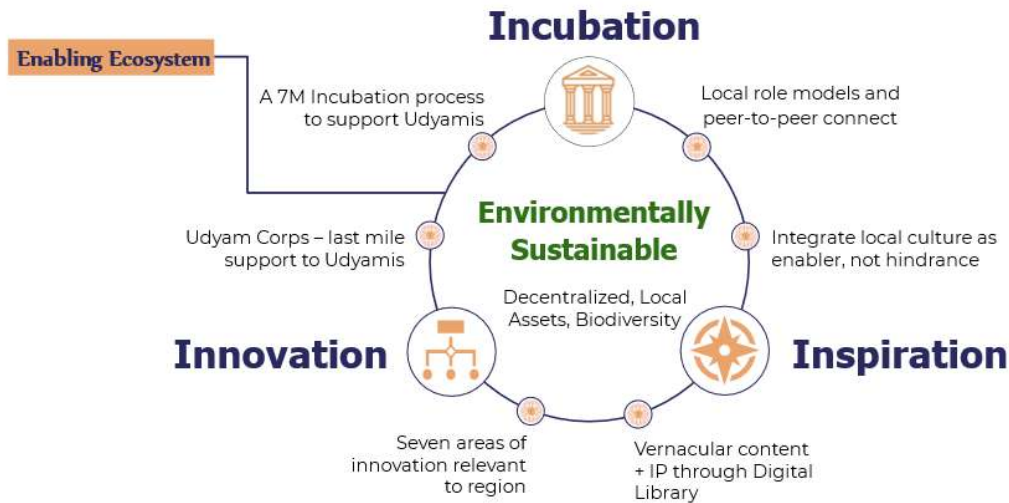 Incubation
Enabling Ecosystem
A 7M Incubation process
to support Udyamis
Local role models and
peer-to-peer connect
Environmentally
Sustainable
Udyam Corps – last mile
support to Udyamis
Integrate local culture as
enabler, not hindrance
Decentralized, Local
Assets, Biodiversity
Innovation
Inspiration
Seven areas of
innovation relevant
to region
Vernacular content
+ IP through Digital
Library